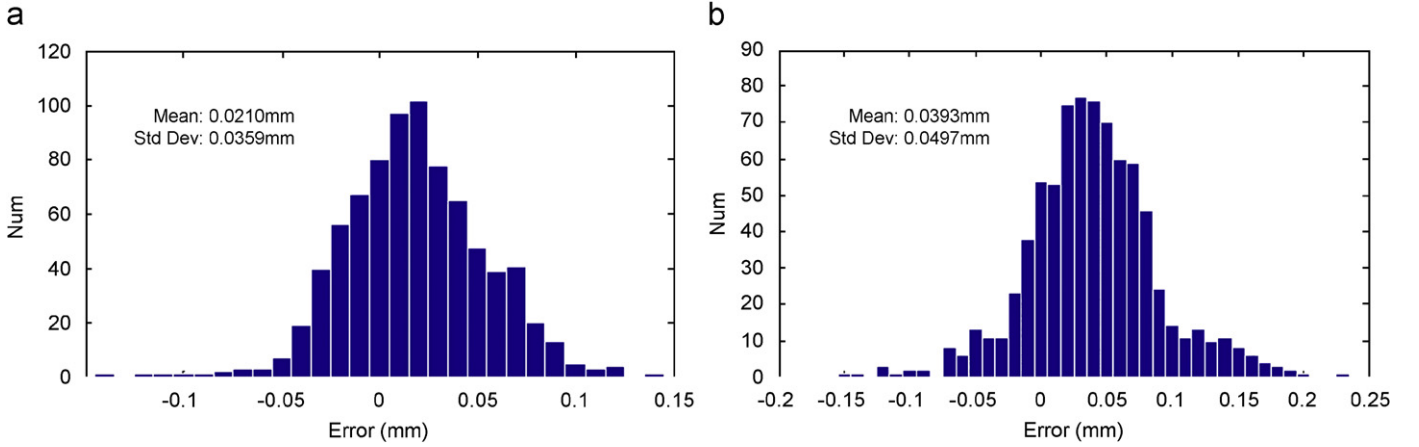 a
120
100
80
60
40
20
0
Num
Mean: 0.0210mm
Std Dev: 0.0359mm
-0.1 -0.05 0 0.05 0.1 0.15
Error (mm)
b
90
80
70
60
50
40
30
20
10
0
Num
Mean: 0.0393mm
Std Dev: 0.0497mm
-0.2 -0.15 -0.1 -0.05 0 0.05 0.1 0.15 0.2 0.25
Error (mm)